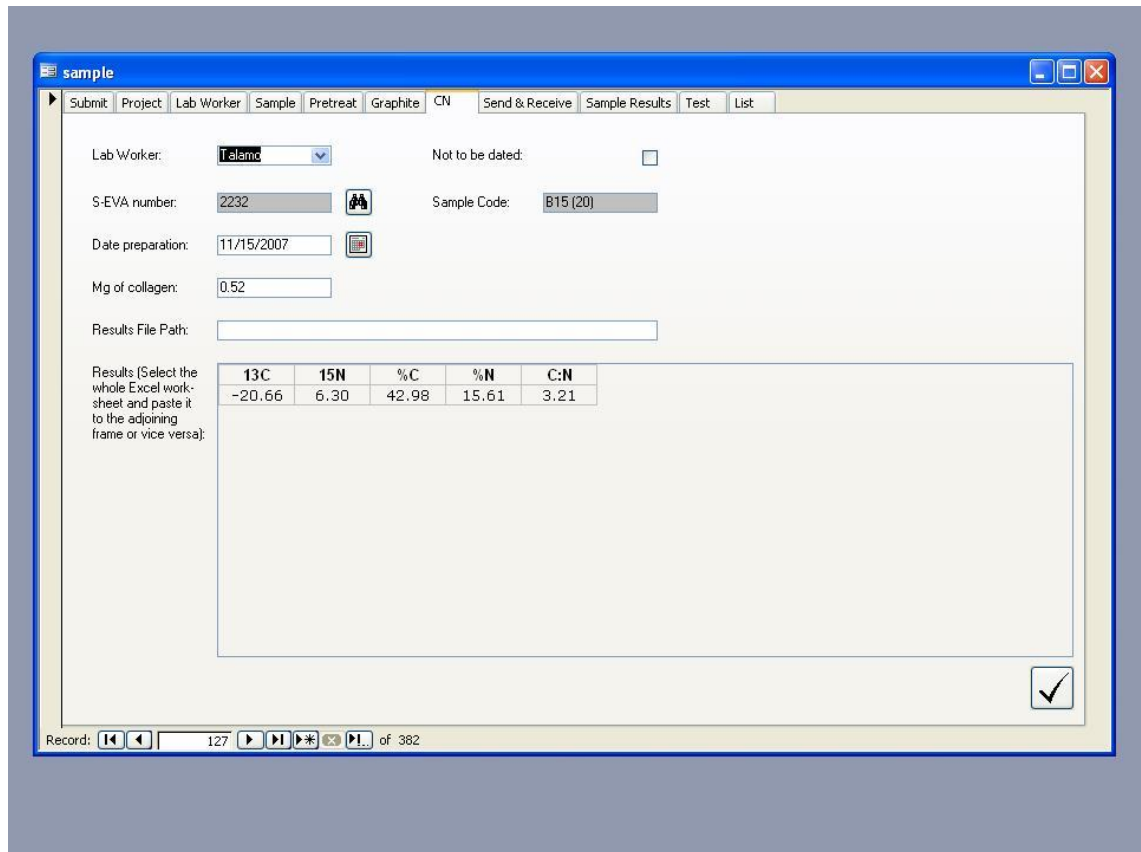 sample
Submit Project Lab Worker Sample Pretreat Graphite CN Send & Receive Sample Results Test List
Lab Worker: Talamo Not to be dated:
S-EVA number: 2232 Sample Code: B15 (20)
Date preparation: 11/15/2007
Mg of collagen: 0.52
Results File Path:
Results (Select the
whole Excel work-
sheet and paste it
to the adjoining
frame or vice versa):
13C 15N %C %N C:N
-20.66 6.30 42.98 15.61 3.21
Record: 127 of 382